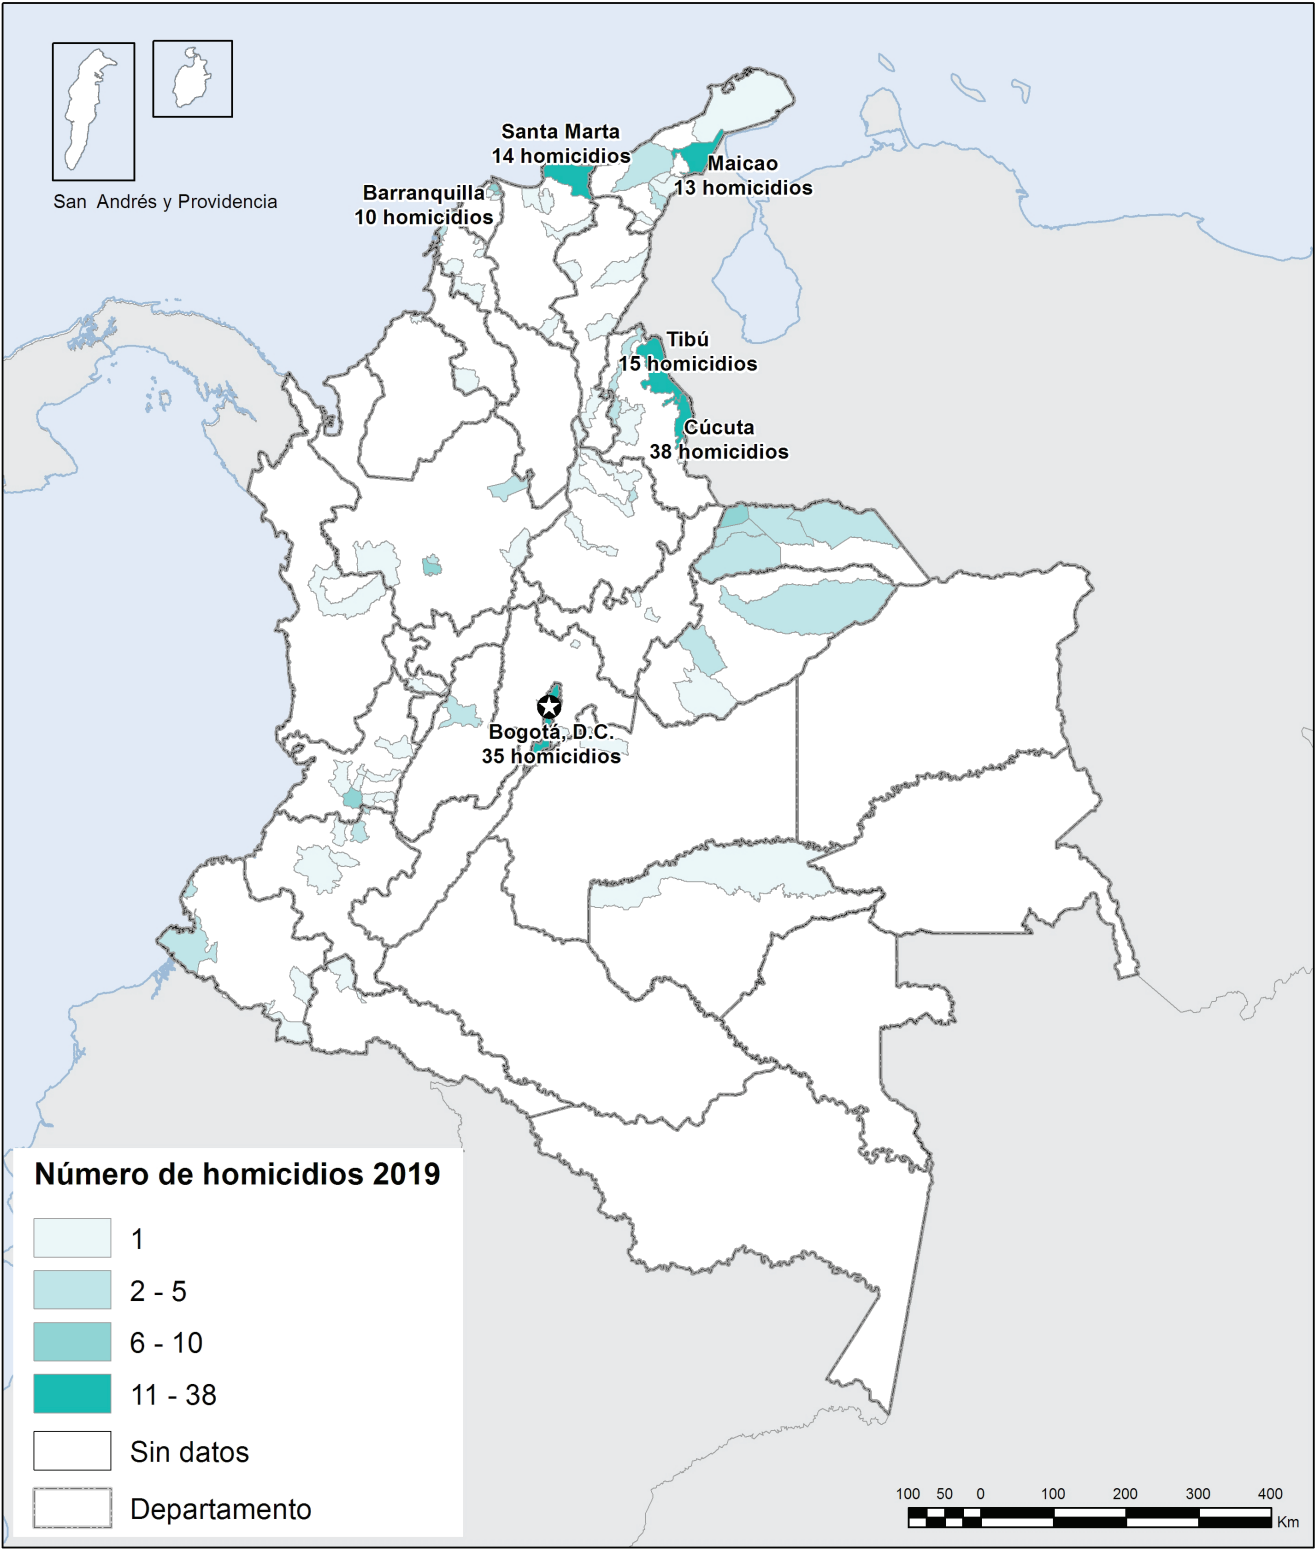 San Andrés y Providencia
Santa Marta
14 homicidios
Maicao
13 homicidios
Barranquilla
10 homicidios
Tibú
15 homicidios
Cúcuta
38 homicidios
Bogotá, D.C.
35 homicidios
Número de homicidios 2019
1
2 - 5
6 - 10
11 - 38
Sin datos
Departamento
100 50 0 100 200 300 400
Km